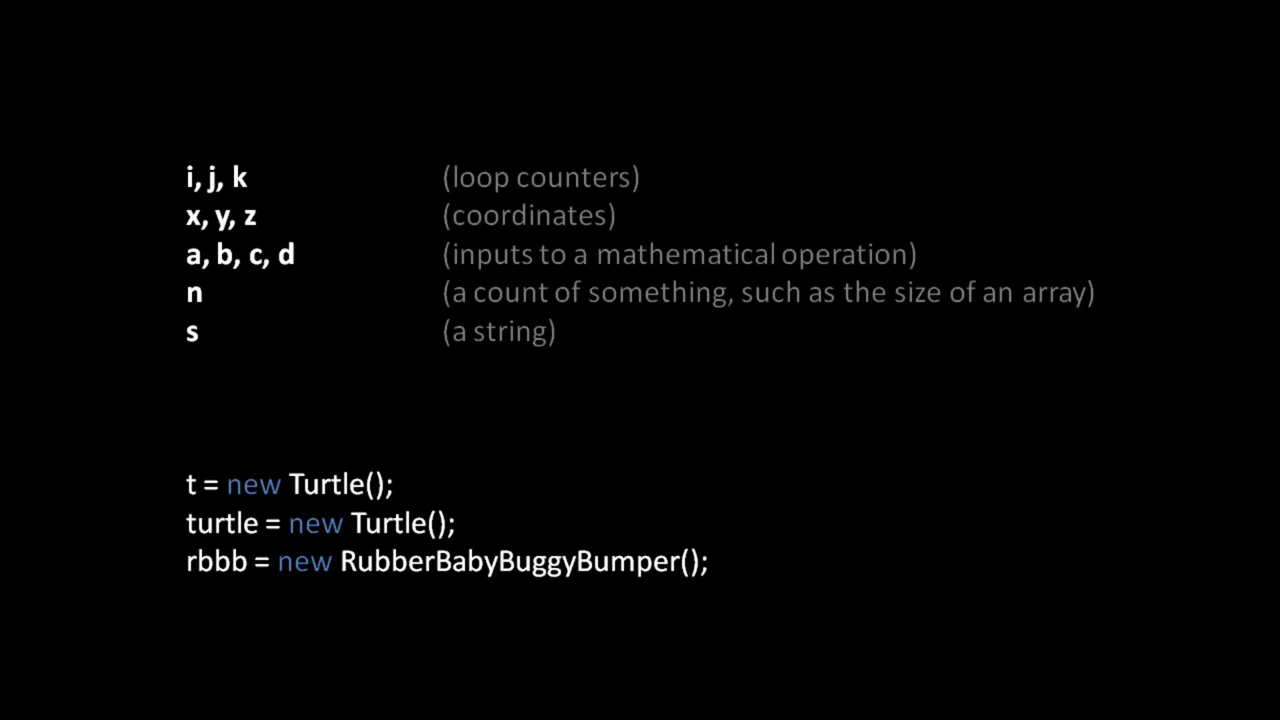 i, j, k (loop counters)
x, y, z (coordinates)
a, b, c, d (inputs to a mathematical operation)
n (a count of something, such as the size of an array)
s (a string)
t = new Turtle();
turtle = new Turtle();
rbbb = new RubberBabyBuggyBumper();